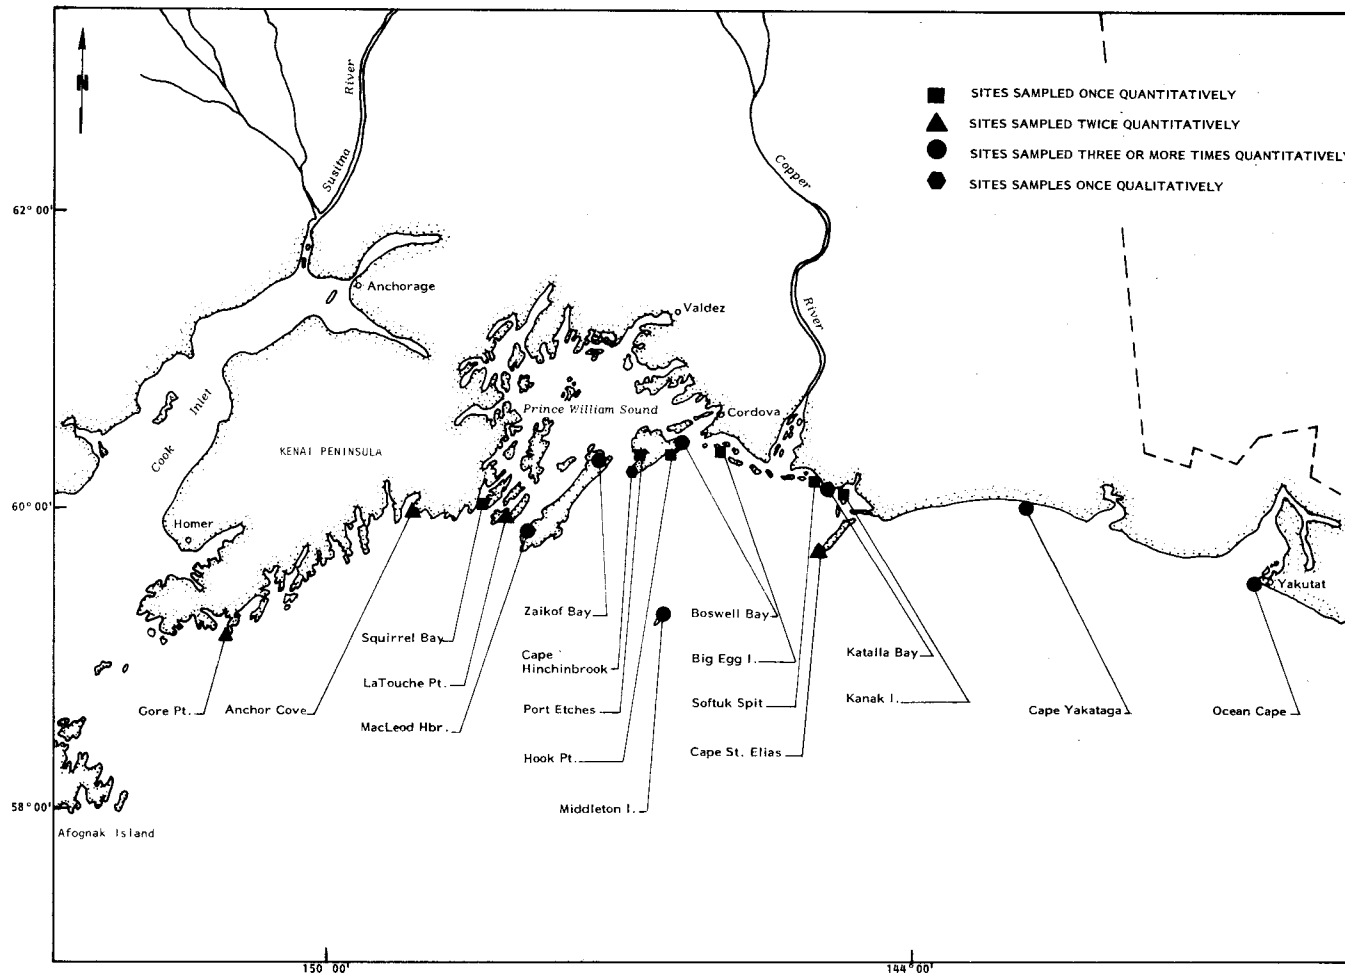 N
Susitna
River
Copper
River
SITES SAMPLED ONCE QUANTITATIVELY
SITES SAMPLED TWICE QUANTITATIVELY
SITES SAMPLED THREE OR MORE TIMES QUANTITATIVELY
SITES SAMPLES ONCE QUALITATIVELY
62° 00'
Anchorage
Valdez
Cook
Inlet
KENAI PENINSULA
Prince William Sound
Cordova
60° 00'
Homer
Yakutat
Zaikof Bay
Boswell Bay
Squirrel Bay
Cape
Hinchinbrook
Big Egg I.
Katalla Bay
LaTouche Pt.
Softuk Spit
Kanak I.
Gore Pt.
Anchor Cove
MacLeod Hbr.
Port Etches
Cape Yakataga
Ocean Cape
Hook Pt.
Cape St. Elias
Middleton I.
58° 00'
Afognak Island
150° 00'
144° 00'